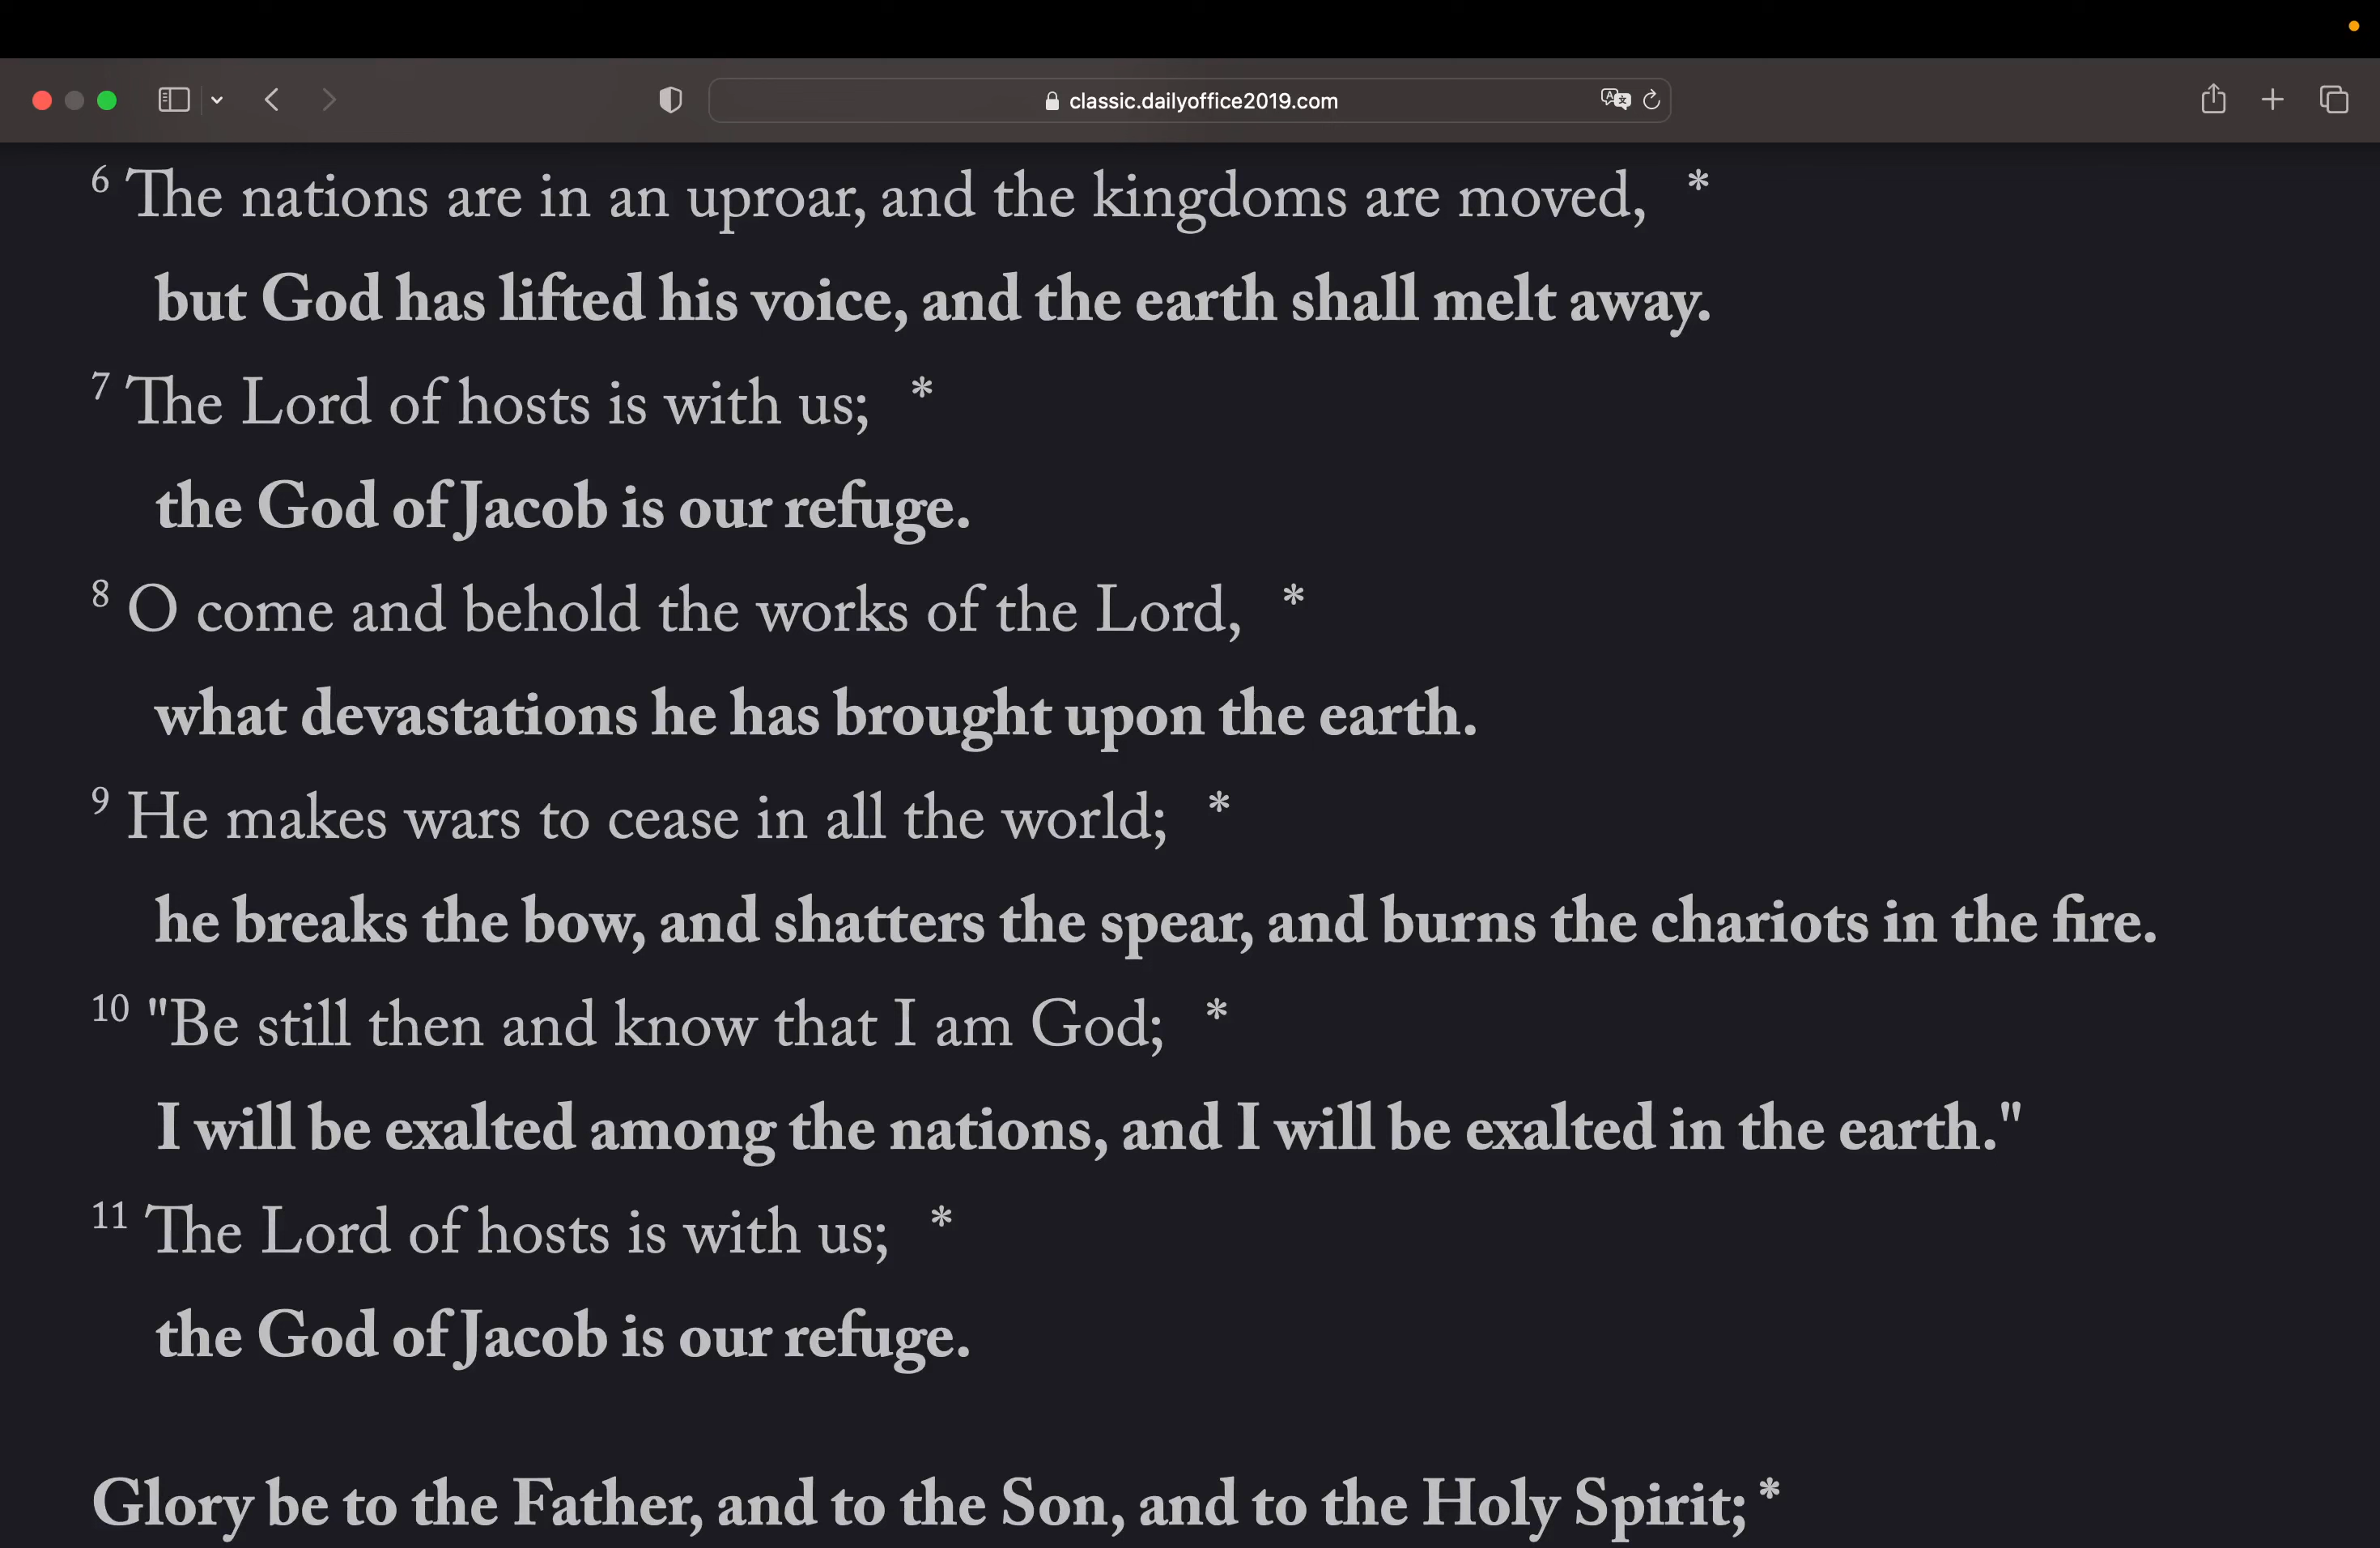 classic.dailyoffice2019.com
6 The nations are in an uproar, and the kingdoms are moved, *
but God has lifted his voice, and the earth shall melt away.
7 The Lord of hosts is with us; *
the God of Jacob is our refuge.
8 O come and behold the works of the Lord, *
what devastations he has brought upon the earth.
9 He makes wars to cease in all the world; *
he breaks the bow, and shatters the spear, and burns the chariots in the fire.
10 "Be still then and know that I am God; *
I will be exalted among the nations, and I will be exalted in the earth."
11 The Lord of hosts is with us; *
the God of Jacob is our refuge.
Glory be to the Father, and to the Son, and to the Holy Spirit; *